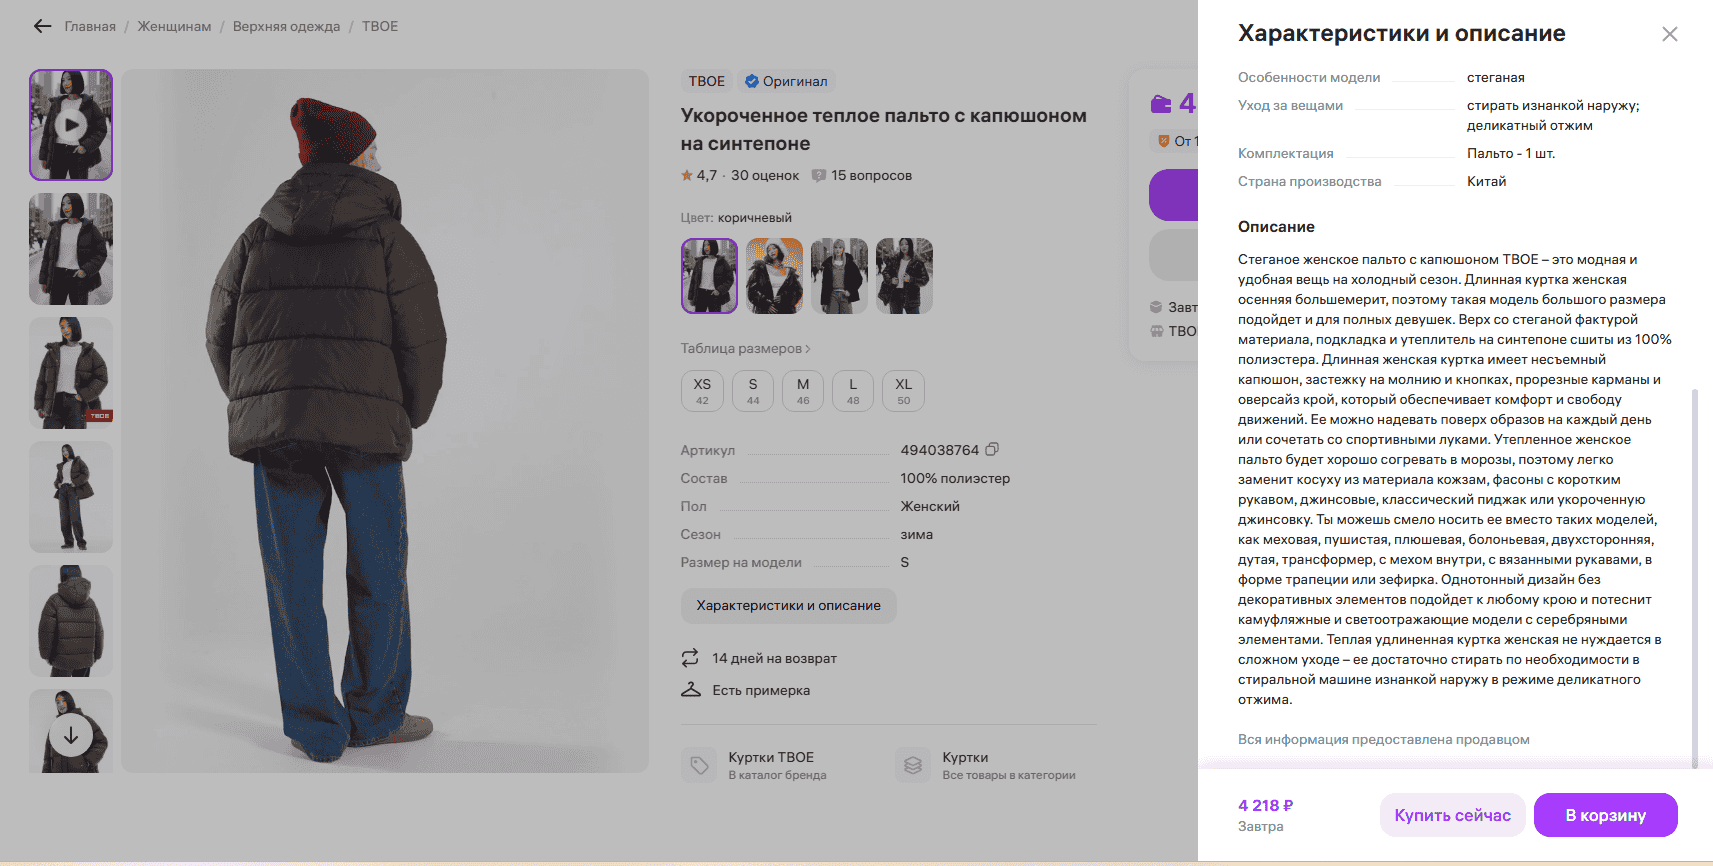 Главная / Женщинам / Верхняя одежда / ТВОЕ
ТВОЕ
ТВОЕ
Оригинал
Укороченное теплое пальто с капюшоном
на синтепоне
4,7 · 30 оценок
15 вопросов
Цвет: коричневый
Таблица размеров
XS
42
S
44
M
46
L
48
XL
50
Артикул 494038764
Состав 100% полиэстер
Пол Женский
Сезон зима
Размер на модели S
Характеристики и описание
14 дней на возврат
Есть примерка
Куртки ТВОЕ
В каталог бренда
Куртки
Все товары в категории
4
От 1
Завт
ТВО
Характеристики и описание
Особенности модели стеганая
Уход за вещами стирать изнанкой наружу;
деликатный отжим
Комплектация Пальто - 1 шт.
Страна производства Китай
Описание
Стеганое женское пальто с капюшоном ТВОЕ – это модная и
удобная вещь на холодный сезон. Длинная куртка женская
осенняя большемерит, поэтому такая модель большого размера
подойдет и для полных девушек. Верх со стеганой фактурой
материала, подкладка и утеплитель на синтепоне сшиты из 100%
полиэстера. Длинная женская куртка имеет несъемный
капюшон, застежку на молнию и кнопках, прорезные карманы и
оверсайз крой, который обеспечивает комфорт и свободу
движений. Ее можно надевать поверх образов на каждый день
или сочетать со спортивными луками. Утепленное женское
пальто будет хорошо согревать в морозы, поэтому легко
заменит косуху из материала кожзам, фасоны с коротким
рукавом, джинсовые, классический пиджак или укороченную
джинсовку. Ты можешь смело носить ее вместо таких моделей,
как меховая, пушистая, плюшевая, болоньевая, двухсторонняя,
дутая, трансформер, с мехом внутри, с вязанными рукавами, в
форме трапеции или зефирка. Однотонный дизайн без
декоративных элементов подойдет к любому крою и потеснит
камуфляжные и светоотражающие модели с серебряными
элементами. Теплая удлиненная куртка женская не нуждается в
сложном уходе – ее достаточно стирать по необходимости в
стиральной машине изнанкой наружу в режиме деликатного
отжима.
Вся информация предоставлена продавцом
4 218 ₽
Завтра
Купить сейчас
В корзину